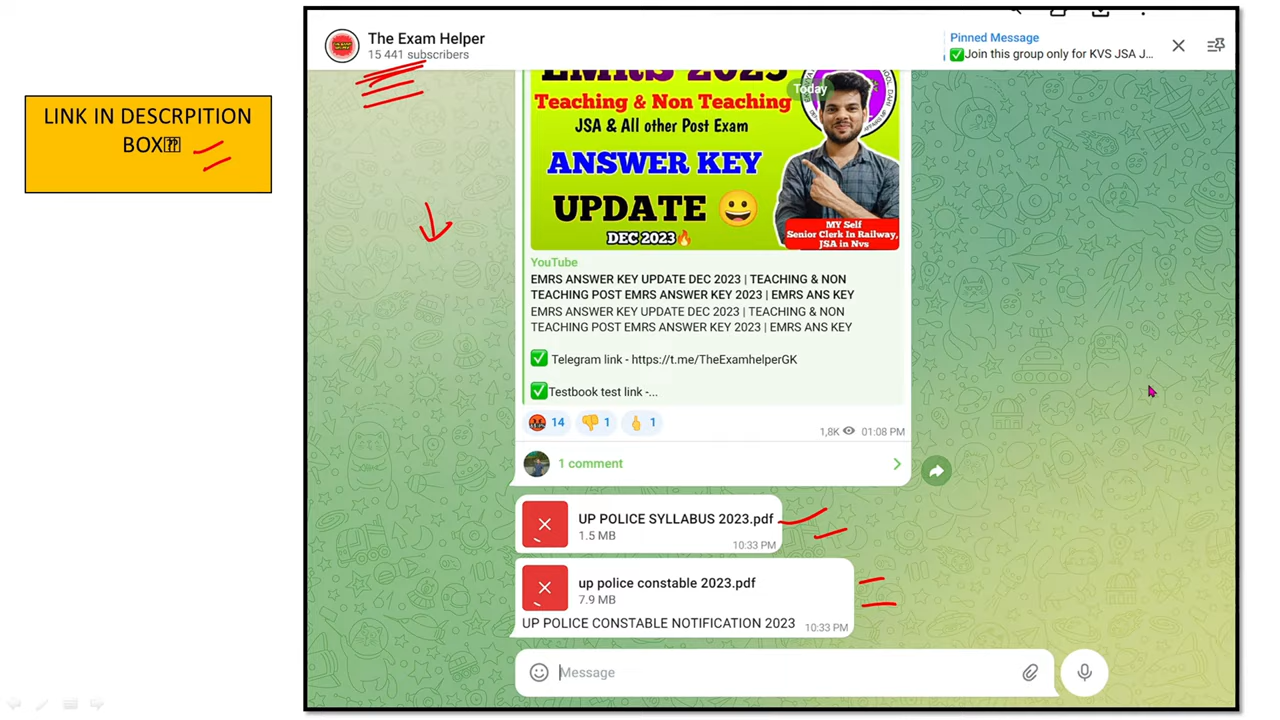 LINK IN DESCRPITION
BOX
The Exam Helper
15 441 subscribers
Pinned Message
✅Join this group only for KVS JSA J...
EMRS 2023
Today
Teaching & Non Teaching
JSA & All other Post Exam
ANSWER KEY
UPDATE 😀
DEC 2023🔥
MY Self
Senior Clerk In Railway,
JSA in Nvs
YouTube
EMRS ANSWER KEY UPDATE DEC 2023 | TEACHING & NON
TEACHING POST EMRS ANSWER KEY 2023 | EMRS ANS KEY
EMRS ANSWER KEY UPDATE DEC 2023 | TEACHING & NON
TEACHING POST EMRS ANSWER KEY 2023 | EMRS ANS KEY
✅ Telegram link - https://t.me/TheExamhelperGK
✅Testbook test link -...
😡 14 👎 1 👍 1
1,8K 01:08 PM
1 comment
UP POLICE SYLLABUS 2023.pdf
1.5 MB
10:33 PM
up police constable 2023.pdf
7.9 MB
UP POLICE CONSTABLE NOTIFICATION 2023
10:33 PM
Message